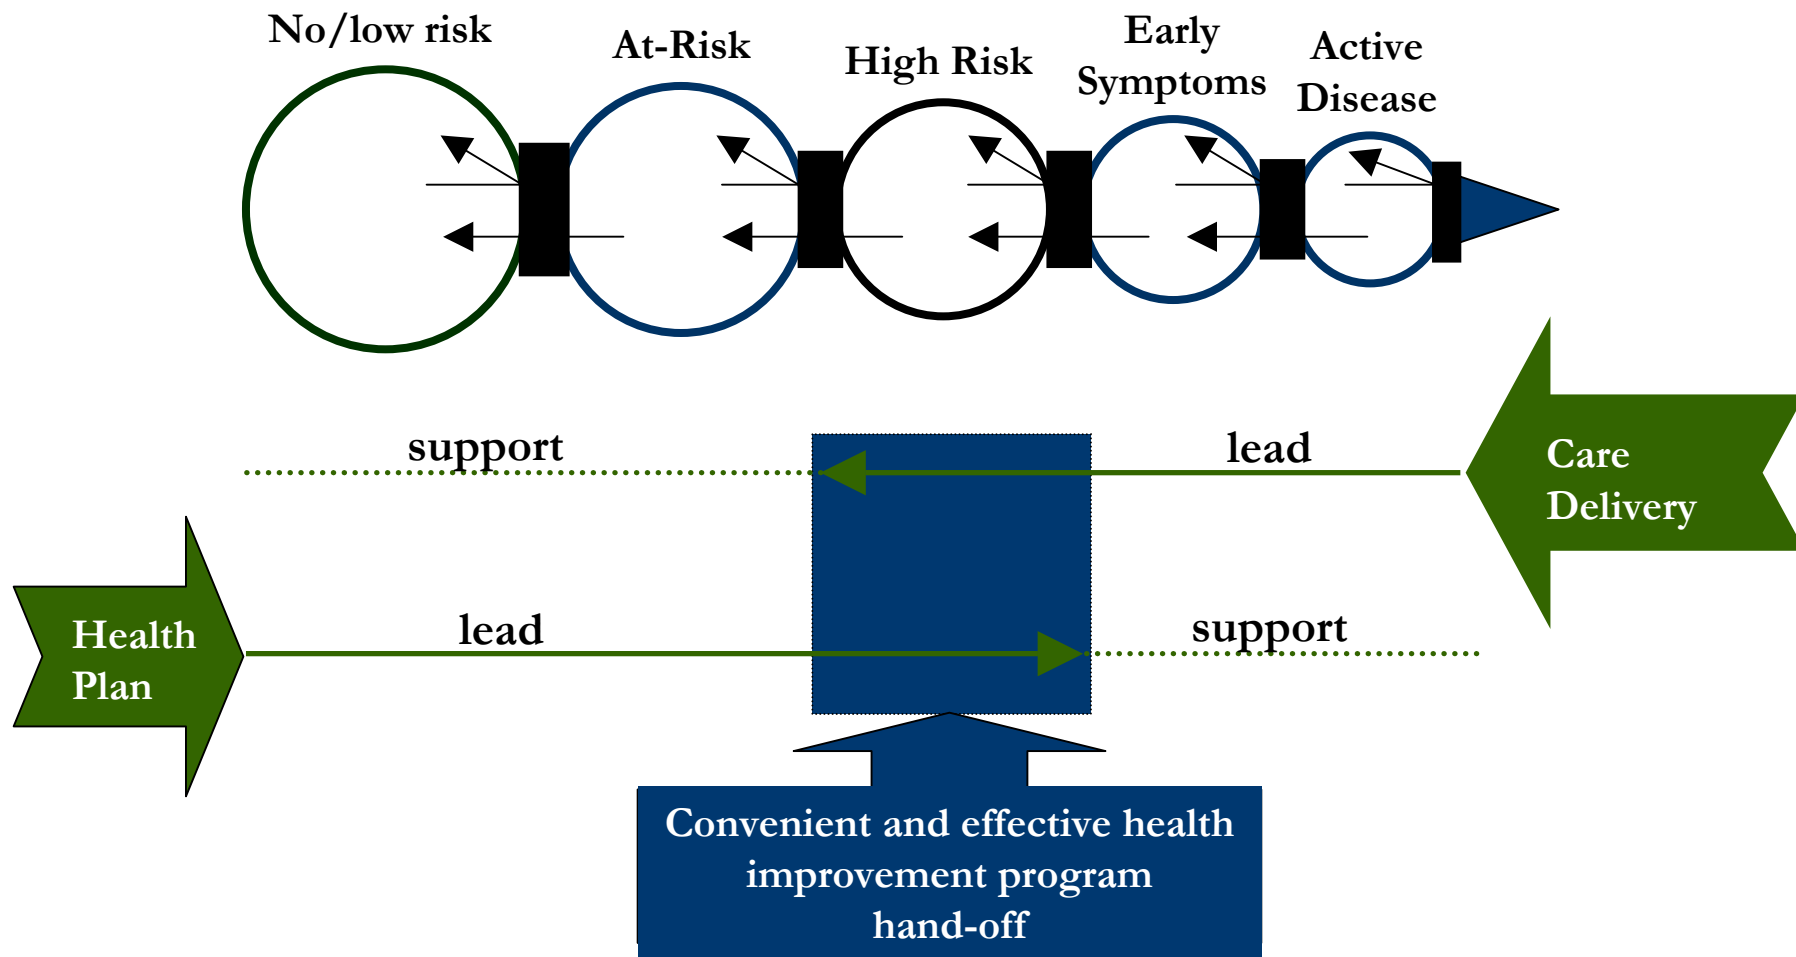 No/low risk
At-Risk
High Risk
Early
Symptoms
Active
Disease
support
lead
Care
Delivery
Health
Plan
lead
support
Convenient and effective health
improvement program
hand-off